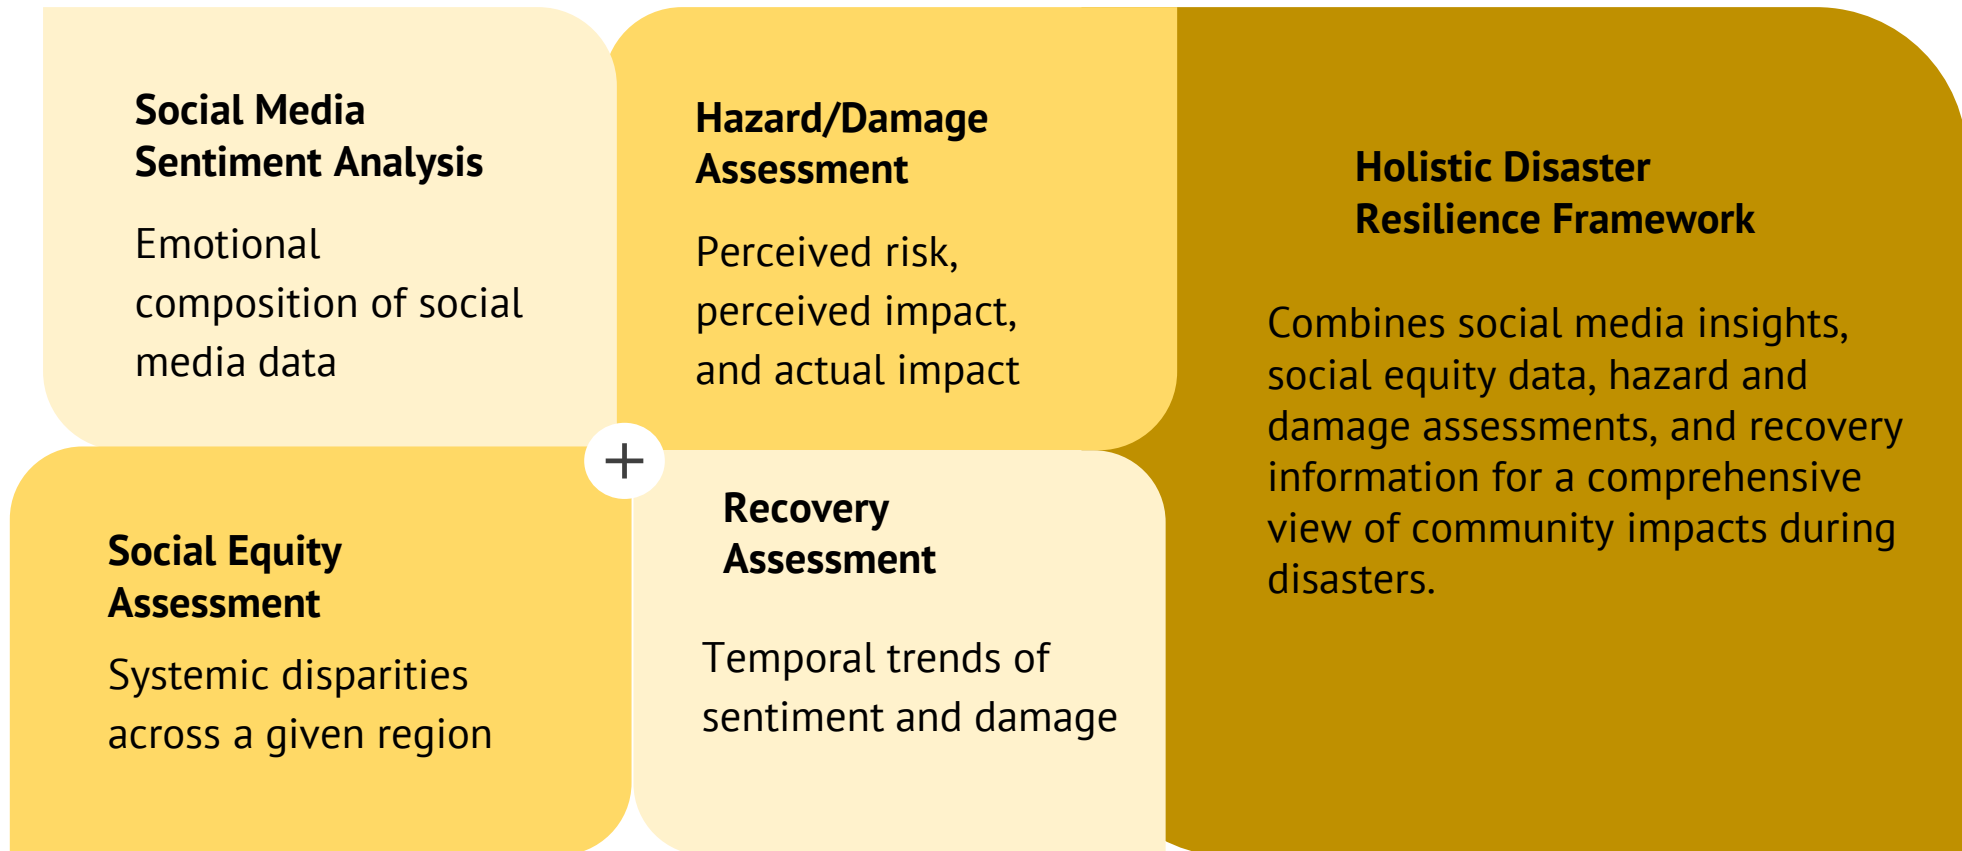 Social Media
Sentiment Analysis
Emotional
composition of social
media data
Hazard/Damage
Assessment
Perceived risk,
perceived impact,
and actual impact
+
Social Equity
Assessment
Systemic disparities
across a given region
Recovery
Assessment
Temporal trends of
sentiment and damage
Holistic Disaster
Resilience Framework
Combines social media insights,
social equity data, hazard and
damage assessments, and recovery
information for a comprehensive
view of community impacts during
disasters.